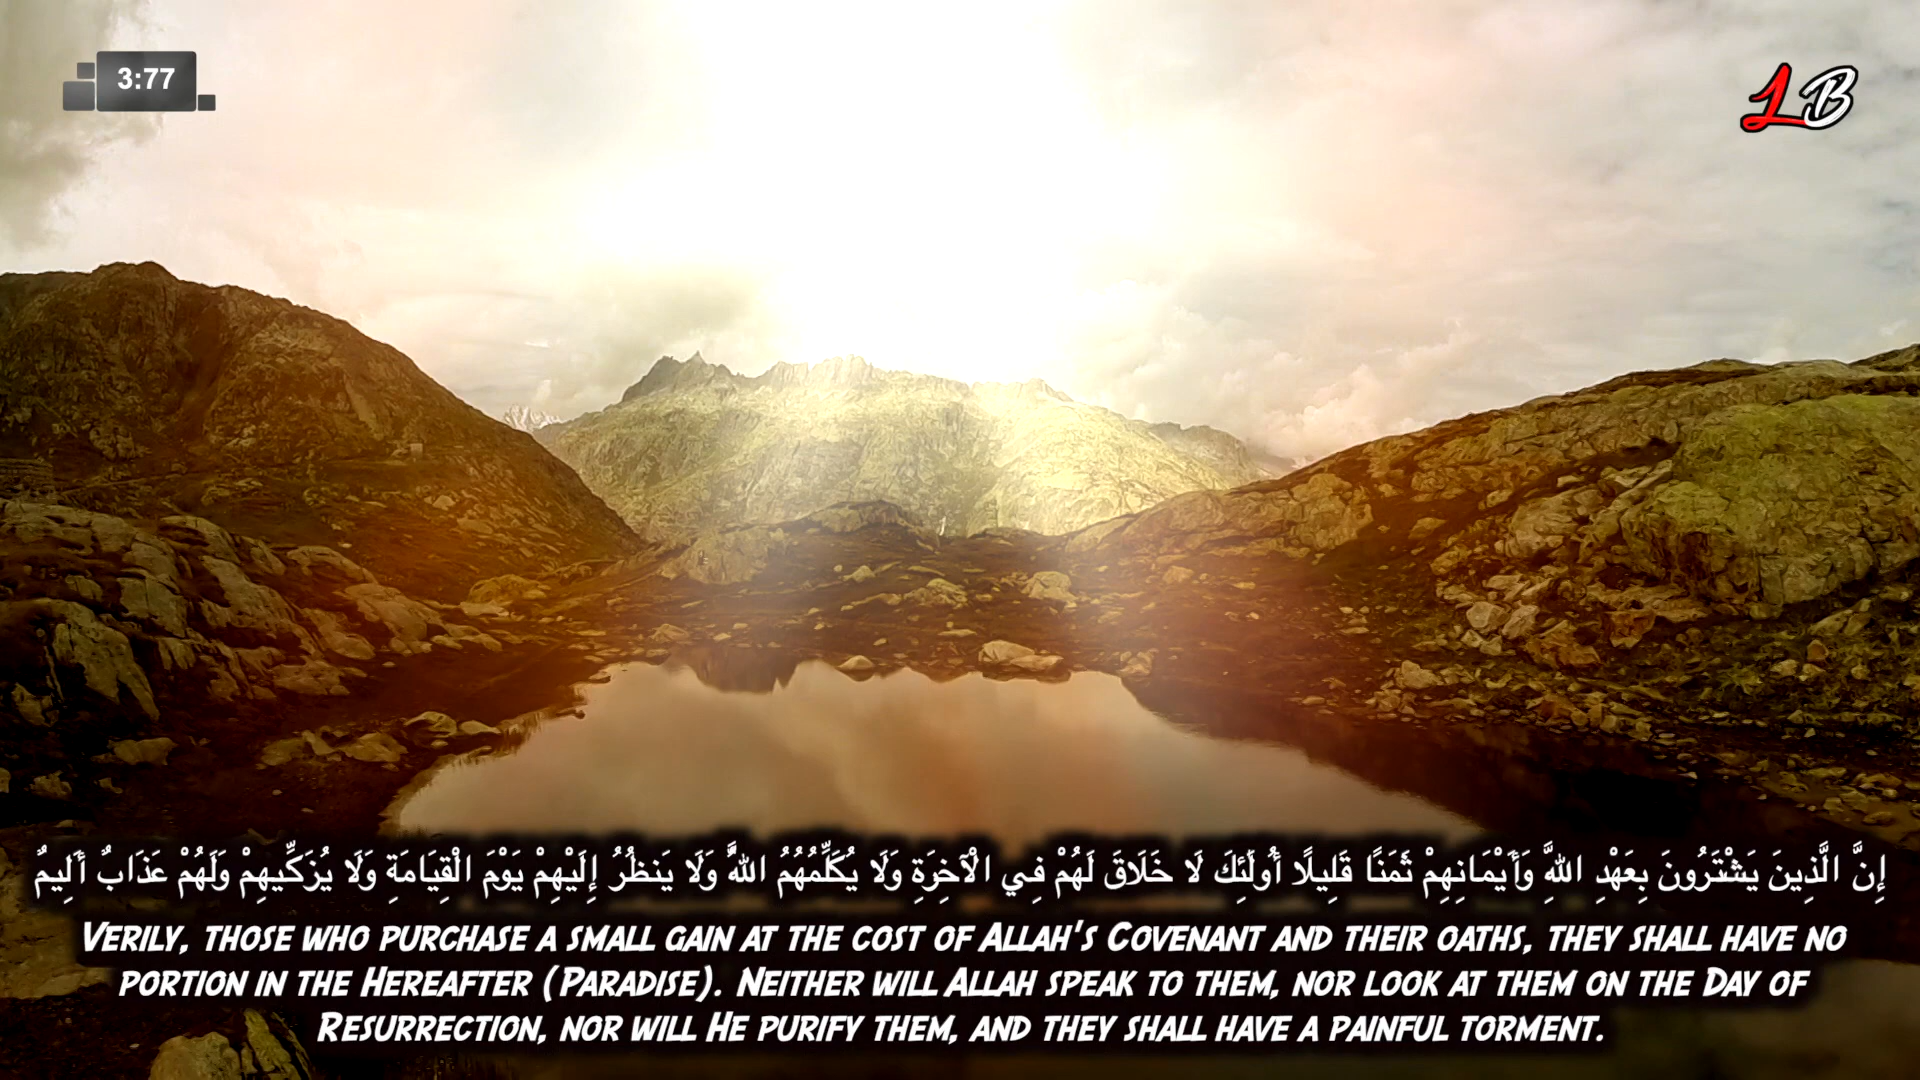 3:77
LB
إِنَّ الَّذِينَ يَشْتَرُونَ بِعَهْدِ اللَّهِ وَأَيْمَانِهِمْ ثَمَنًا قَلِيلًا أُولَٰئِكَ لَا خَلَاقَ لَهُمْ فِي الْآخِرَةِ وَلَا يُكَلِّمُهُمُ اللَّهُ وَلَا يَنظُرُ إِلَيْهِمْ يَوْمَ الْقِيَامَةِ وَلَا يُزَكِّيهِمْ وَلَهُمْ عَذَابٌ أَلِيمٌ
Verily, those who purchase a small gain at the cost of Allah's Covenant and their oaths, they shall have no
portion in the Hereafter (Paradise). Neither will Allah speak to them, nor look at them on the Day of
Resurrection, nor will He purify them, and they shall have a painful torment.